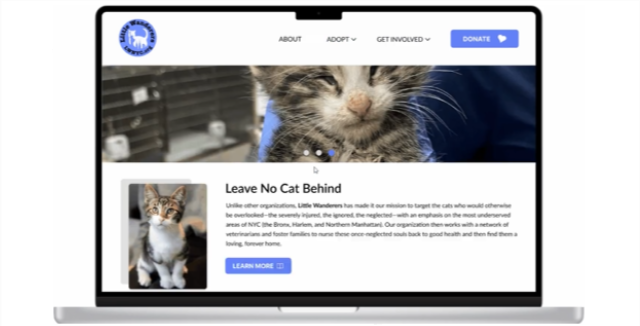 Little Wanderers
ABOUT
ADOPT
GET INVOLVED
DONATE
Leave No Cat Behind
Unlike other organizations, Little Wanderers has made it our mission to target the cats who would otherwise
be overlooked—the severely injured, the ignored, the neglected—with an emphasis on the most underserved
areas of NYC (the Bronx, Harlem, and Northern Manhattan). Our organization then works with a network of
veterinarians and foster families to nurse these once-neglected souls back to good health and then find them a
loving, forever home.
LEARN MORE